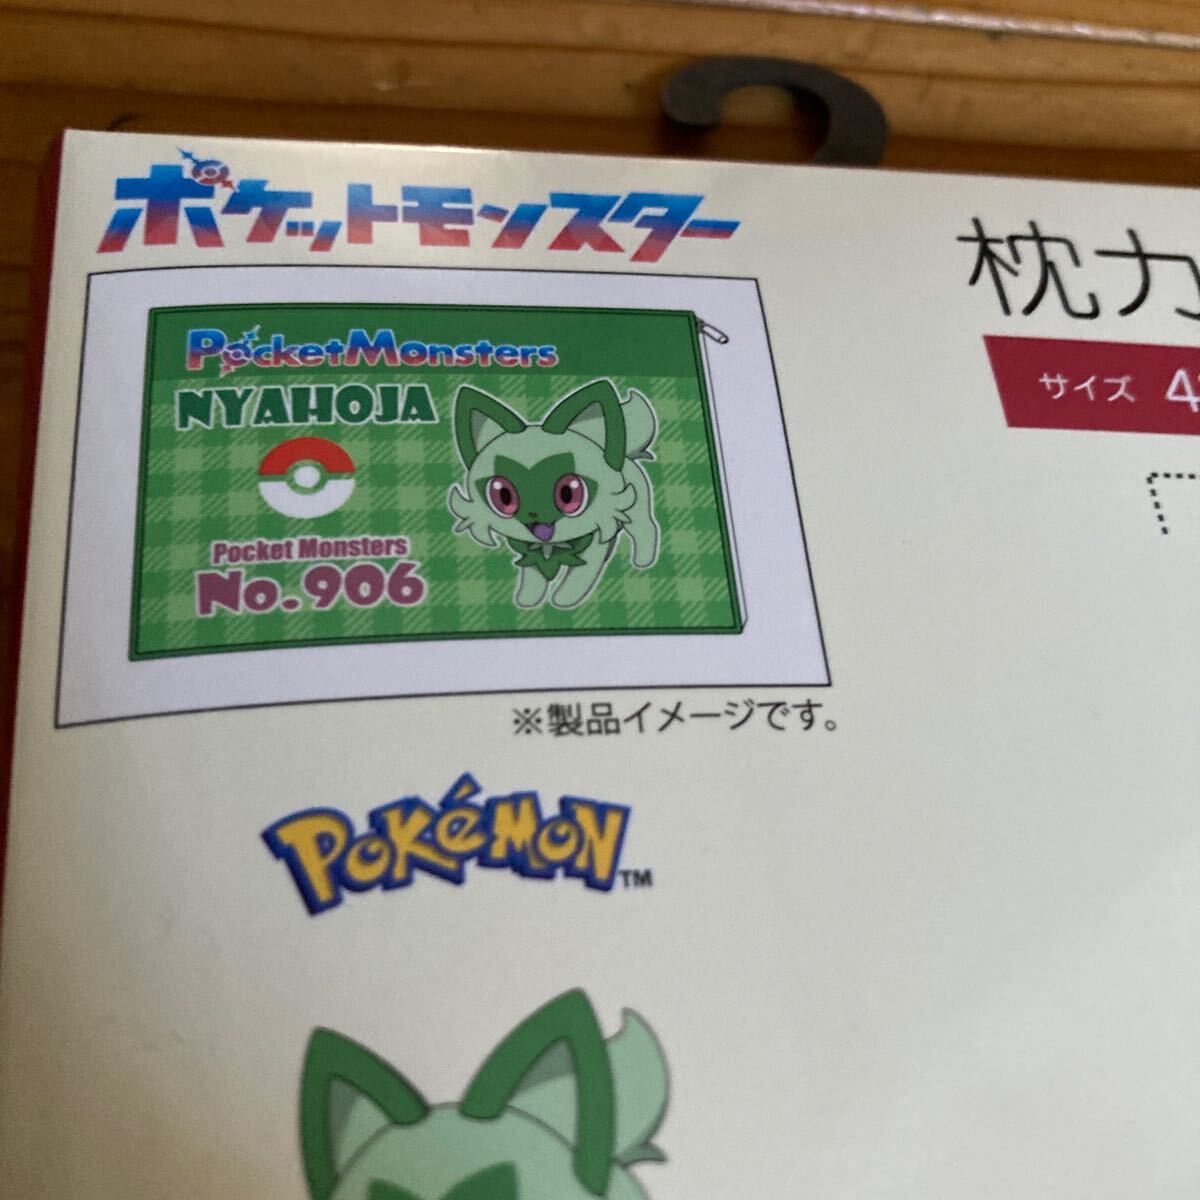 ポケットモンスター
枕カ
サイズ 4
PocketMonsters
NYAHOJA
Pocket Monsters
No.906
※製品イメージです。
POKéMON™